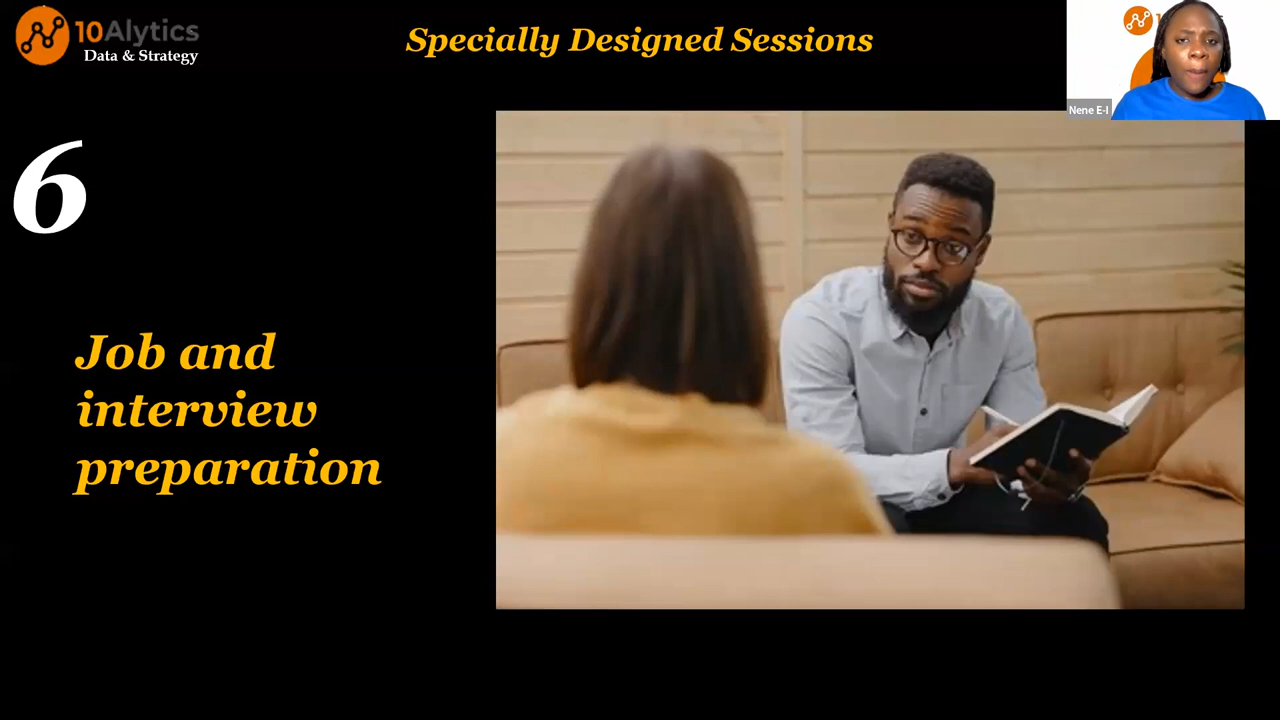 10Alytics
Data & Strategy
Specially Designed Sessions
Nene E-I
6
Job and
interview
preparation